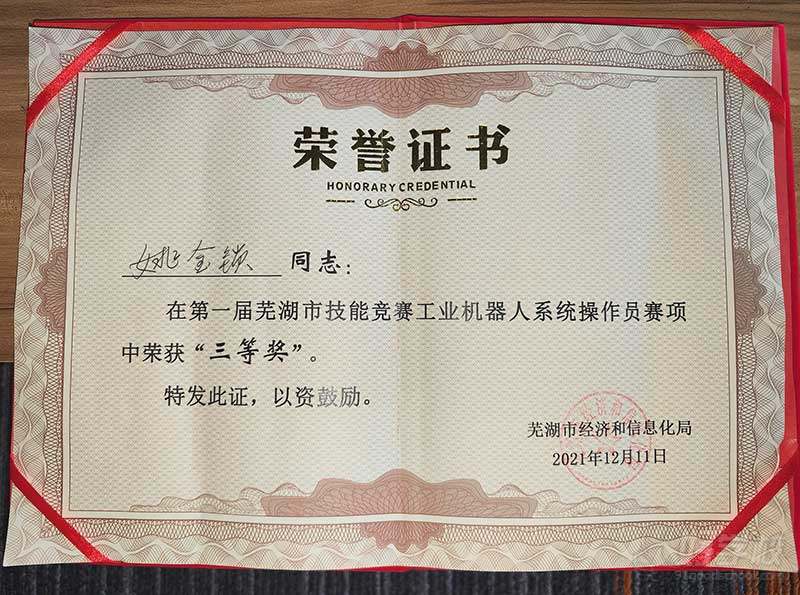 荣誉证书
HONORARY CREDENTIAL
姚金锁 同志：
在第一届芜湖市技能竞赛工业机器人系统操作员赛项
中荣获“三等奖”。
特发此证，以资鼓励。
芜湖市经济和信息化局
2021年12月11日